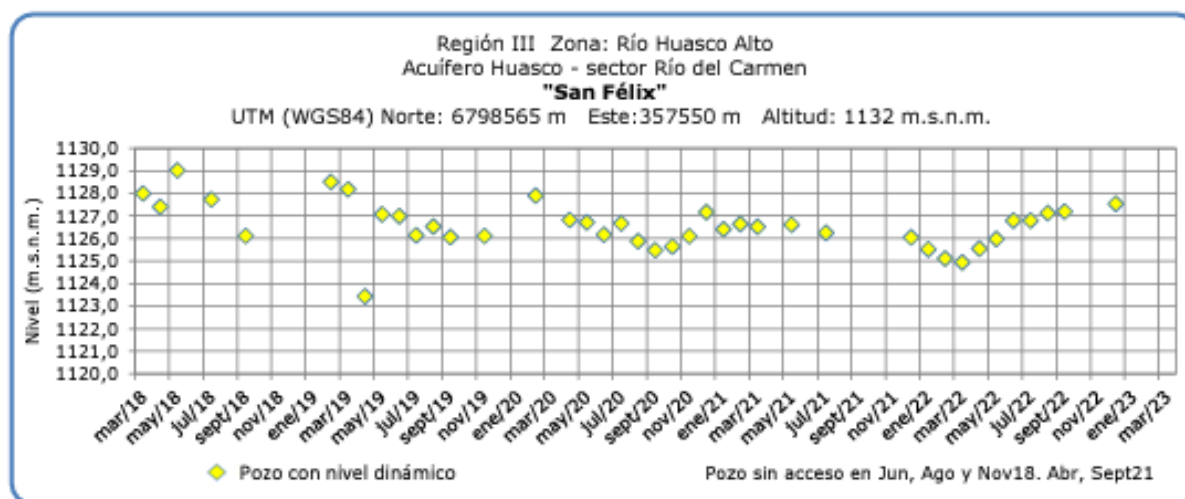 Región III Zona: Río Huasco Alto
Acuífero Huasco - sector Río del Carmen
"San Félix"
UTM (WGS84) Norte: 6798565 m Este:357550 m Altitud: 1132 m.s.n.m.
Nivel (m.s.n.m.)
1130,0
1129,0
1128,0
1127,0
1126,0
1125,0
1124,0
1123,0
1122,0
1121,0
1120,0
mar/18 may/18 jul/18 sept/18 nov/18 ene/19 mar/19 may/19 jul/19 sept/19 nov/19 ene/20 mar/20 may/20 jul/20 sept/20 nov/20 ene/21 mar/21 may/21 jul/21 sept/21 nov/21 ene/22 mar/22 may/22 jul/22 sept/22 nov/22 ene/23 mar/23
Pozo con nivel dinámico
Pozo sin acceso en Jun, Ago y Nov18. Abr, Sept21